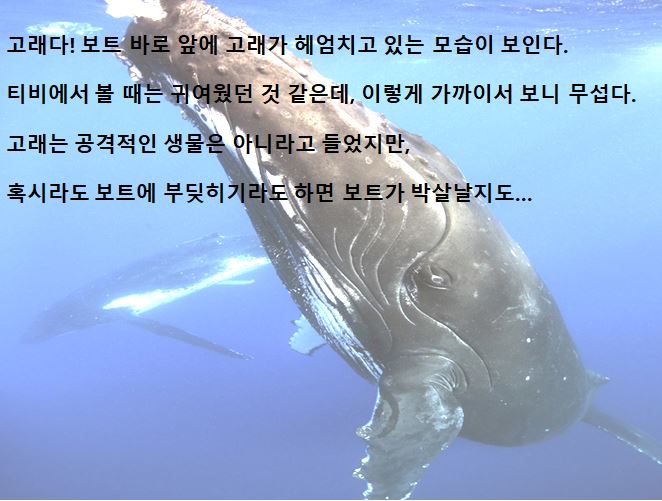 고래다! 보트 바로 앞에 고래가 헤엄치고 있는 모습이 보인다.
티비에서 볼 때는 귀여웠던 것 같은데, 이렇게 가까이서 보니 무섭다.
고래는 공격적인 생물은 아니라고 들었지만,
혹시라도 보트에 부딪히기라도 하면 보트가 박살날지도...